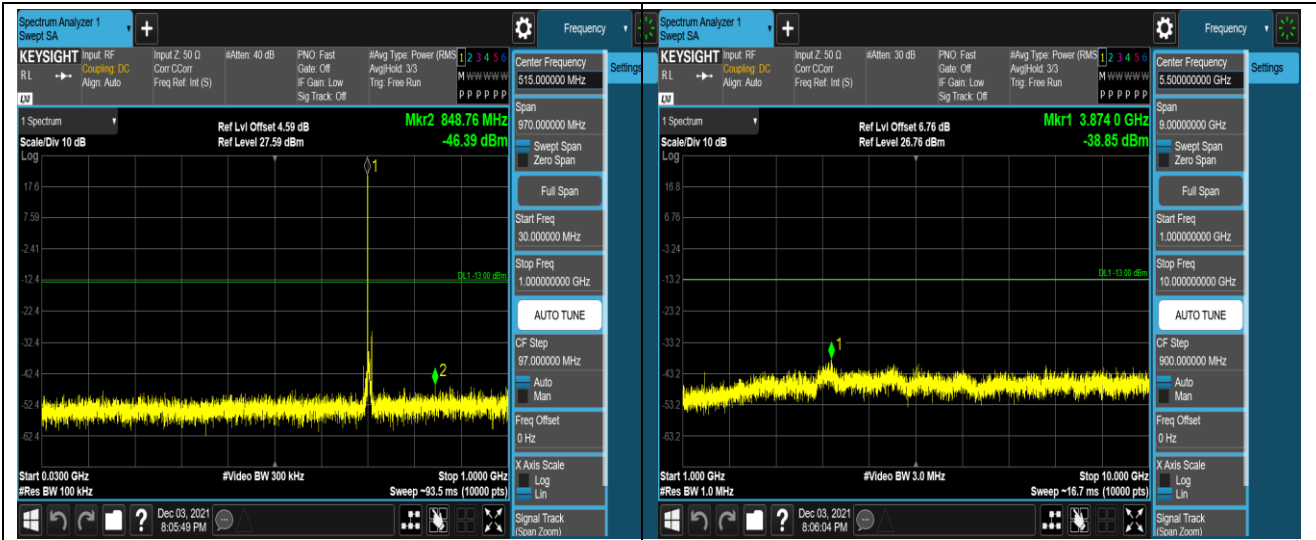 Spectrum Analyzer 1
Swept SA
+
Frequency
KEYSIGHT
RL
LXI
Input: RF
Coupling: DC
Align: Auto
Input Z: 50 Ω
Corr CCorr
Freq Ref: Int (S)
#Atten: 40 dB
PNO: Fast
Gate: Off
IF Gain: Low
Sig Track: Off
#Avg Type: Power (RMS
Avg|Hold: 3/3
Trig: Free Run
1 2 3 4 5 6
M W W W W W
P P P P P P
Center Frequency
515.000000 MHz
Settings
Span
970.000000 MHz
Swept Span
Zero Span
Full Span
Start Freq
30.000000 MHz
Stop Freq
1.000000000 GHz
AUTO TUNE
CF Step
97.000000 MHz
Auto
Man
Freq Offset
0 Hz
X Axis Scale
Log
Lin
Signal Track
(Span Zoom)
1 Spectrum
Scale/Div 10 dB
Log
Ref Lvl Offset 4.59 dB
Ref Level 27.59 dBm
Mkr2 848.76 MHz
-46.39 dBm
1
17.6
7.59
-2.41
DL1 -13.00 dBm
-12.4
-22.4
-32.4
-42.4
2
-52.4
-62.4
Start 0.0300 GHz
#Res BW 100 kHz
#Video BW 300 kHz
Stop 1.0000 GHz
Sweep ~93.5 ms (10000 pts)
?
Dec 03, 2021
8:05:49 PM
Spectrum Analyzer 1
Swept SA
+
Frequency
KEYSIGHT
RL
LXI
Input: RF
Coupling: DC
Align: Auto
Input Z: 50 Ω
Corr CCorr
Freq Ref: Int (S)
#Atten: 30 dB
PNO: Fast
Gate: Off
IF Gain: Low
Sig Track: Off
#Avg Type: Power (RMS
Avg|Hold: 3/3
Trig: Free Run
1 2 3 4 5 6
M W W W W W
P P P P P P
Center Frequency
5.500000000 GHz
Settings
Span
9.00000000 GHz
Swept Span
Zero Span
Full Span
Start Freq
1.000000000 GHz
Stop Freq
10.000000000 GHz
AUTO TUNE
CF Step
900.000000 MHz
Auto
Man
Freq Offset
0 Hz
X Axis Scale
Log
Lin
Signal Track
(Span Zoom)
1 Spectrum
Scale/Div 10 dB
Log
Ref Lvl Offset 6.76 dB
Ref Level 26.76 dBm
Mkr1 3.874 0 GHz
-38.85 dBm
16.8
6.76
-3.24
DL1 -13.00 dBm
-13.2
-23.2
-33.2
1
-43.2
-53.2
-63.2
Start 1.000 GHz
#Res BW 1.0 MHz
#Video BW 3.0 MHz
Stop 10.000 GHz
Sweep ~16.7 ms (10000 pts)
?
Dec 03, 2021
8:06:04 PM